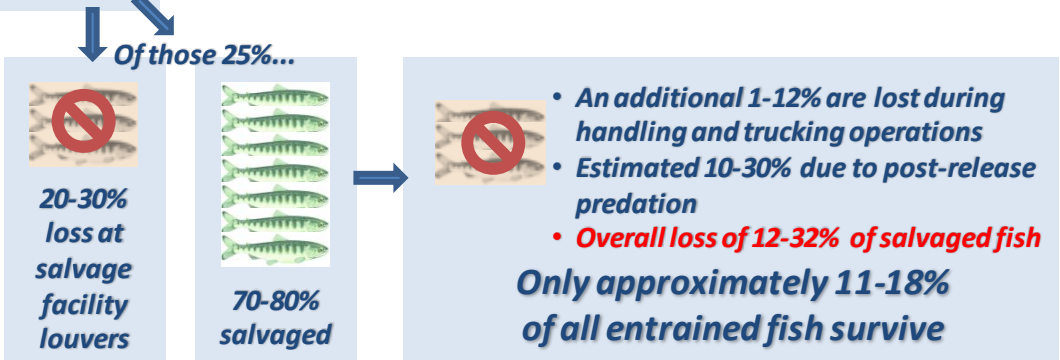 Of those 25%...
20-30%
loss at
salvage
facility
louvers
70-80%
salvaged
• An additional 1-12% are lost during
handling and trucking operations
• Estimated 10-30% due to post-release
predation
• Overall loss of 12-32% of salvaged fish
Only approximately 11-18%
of all entrained fish survive